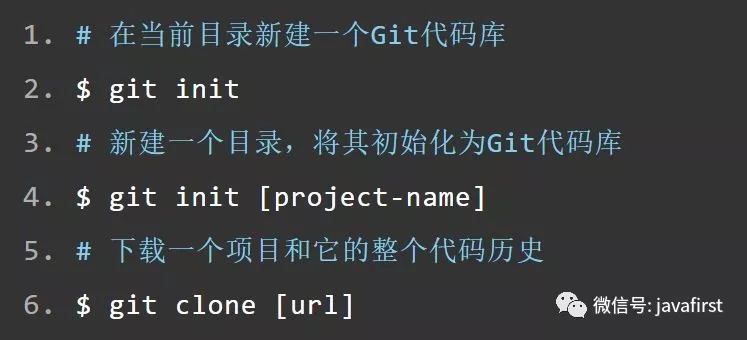 1. # 在当前目录新建一个Git代码库
2. $ git init
3. # 新建一个目录，将其初始化为Git代码库
4. $ git init [project-name]
5. # 下载一个项目和它的整个代码历史
6. $ git clone [url]
微信号: javafirst